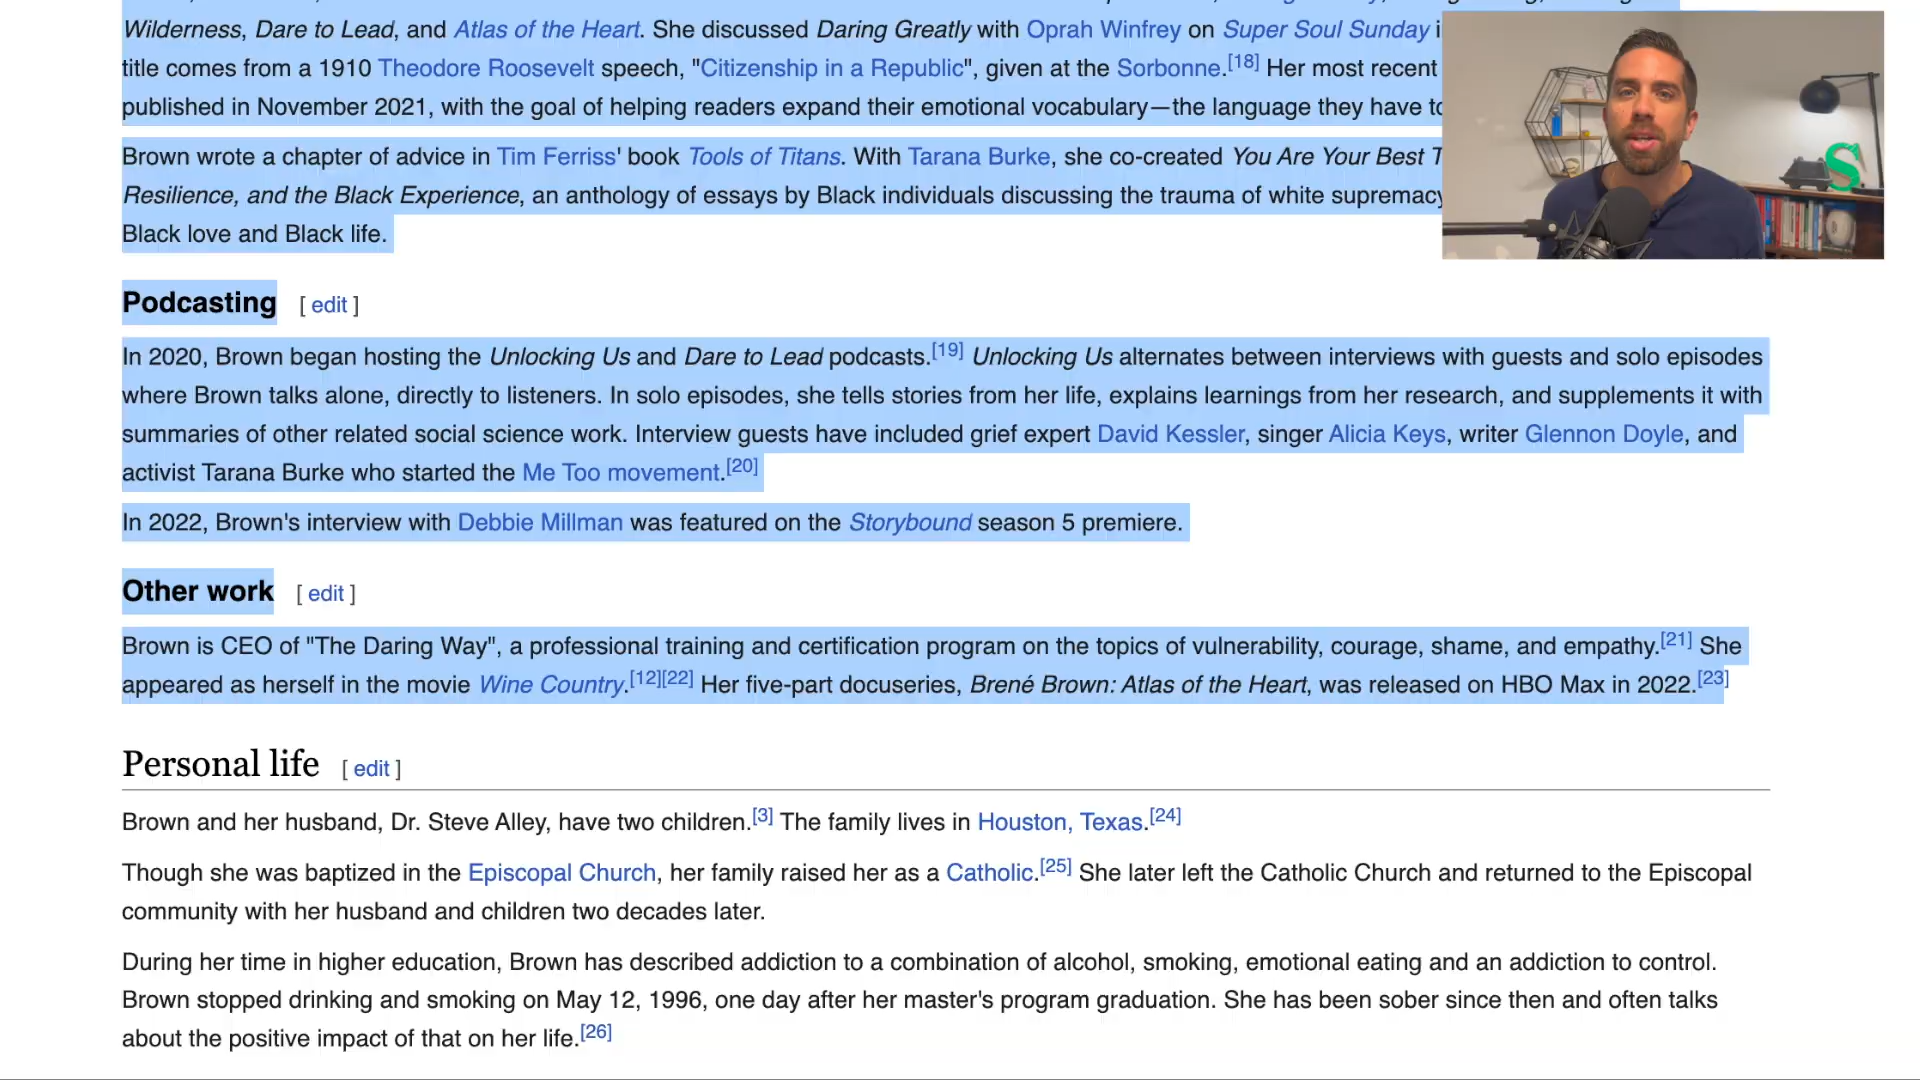 Wilderness, Dare to Lead, and Atlas of the Heart. She discussed Daring Greatly with Oprah Winfrey on Super Soul Sunday
title comes from a 1910 Theodore Roosevelt speech, "Citizenship in a Republic", given at the Sorbonne.[18] Her most recent
published in November 2021, with the goal of helping readers expand their emotional vocabulary—the language they have
Brown wrote a chapter of advice in Tim Ferriss' book Tools of Titans. With Tarana Burke, she co-created You Are Your Best
Resilience, and the Black Experience, an anthology of essays by Black individuals discussing the trauma of white supremacy
Black love and Black life.
Podcasting [ edit ]
In 2020, Brown began hosting the Unlocking Us and Dare to Lead podcasts.[19] Unlocking Us alternates between interviews with guests and solo episodes
where Brown talks alone, directly to listeners. In solo episodes, she tells stories from her life, explains learnings from her research, and supplements it with
summaries of other related social science work. Interview guests have included grief expert David Kessler, singer Alicia Keys, writer Glennon Doyle, and
activist Tarana Burke who started the Me Too movement.[20]
In 2022, Brown's interview with Debbie Millman was featured on the Storybound season 5 premiere.
Other work [ edit ]
Brown is CEO of "The Daring Way", a professional training and certification program on the topics of vulnerability, courage, shame, and empathy.[21] She
appeared as herself in the movie Wine Country.[12][22] Her five-part docuseries, Brené Brown: Atlas of the Heart, was released on HBO Max in 2022.[23]
Personal life [ edit ]
Brown and her husband, Dr. Steve Alley, have two children.[3] The family lives in Houston, Texas.[24]
Though she was baptized in the Episcopal Church, her family raised her as a Catholic.[25] She later left the Catholic Church and returned to the Episcopal
community with her husband and children two decades later.
During her time in higher education, Brown has described addiction to a combination of alcohol, smoking, emotional eating and an addiction to control.
Brown stopped drinking and smoking on May 12, 1996, one day after her master's program graduation. She has been sober since then and often talks
about the positive impact of that on her life.[26]
S